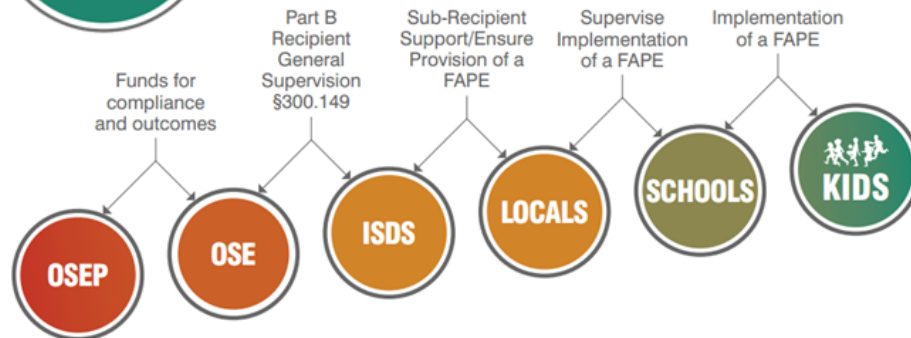 Funds for
compliance
and outcomes
Part B
Recipient
General
Supervision
§300.149
Sub-Recipient
Support/Ensure
Provision of a
FAPE
Supervise
Implementation
of a FAPE
Implementation
of a FAPE
OSEP
OSE
ISDS
LOCALS
SCHOOLS
KIDS